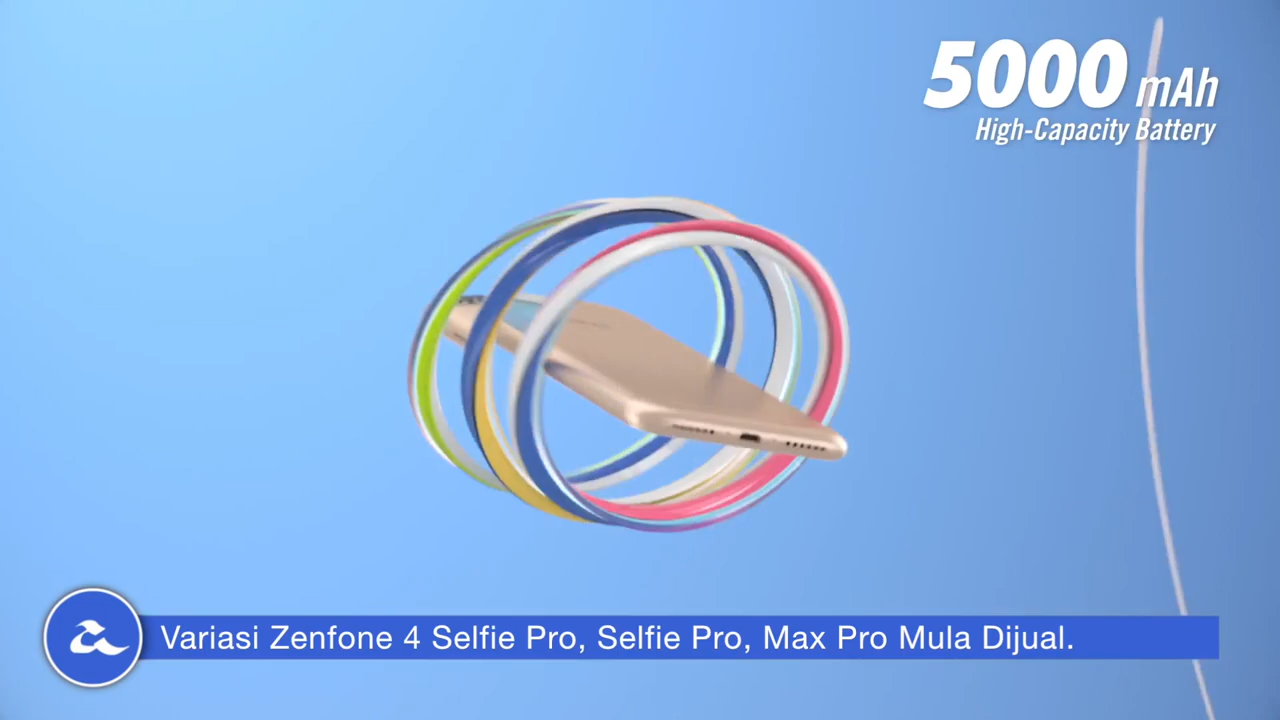 5000 mAh
High-Capacity Battery
Variasi Zenfone 4 Selfie Pro, Selfie Pro, Max Pro Mula Dijual.